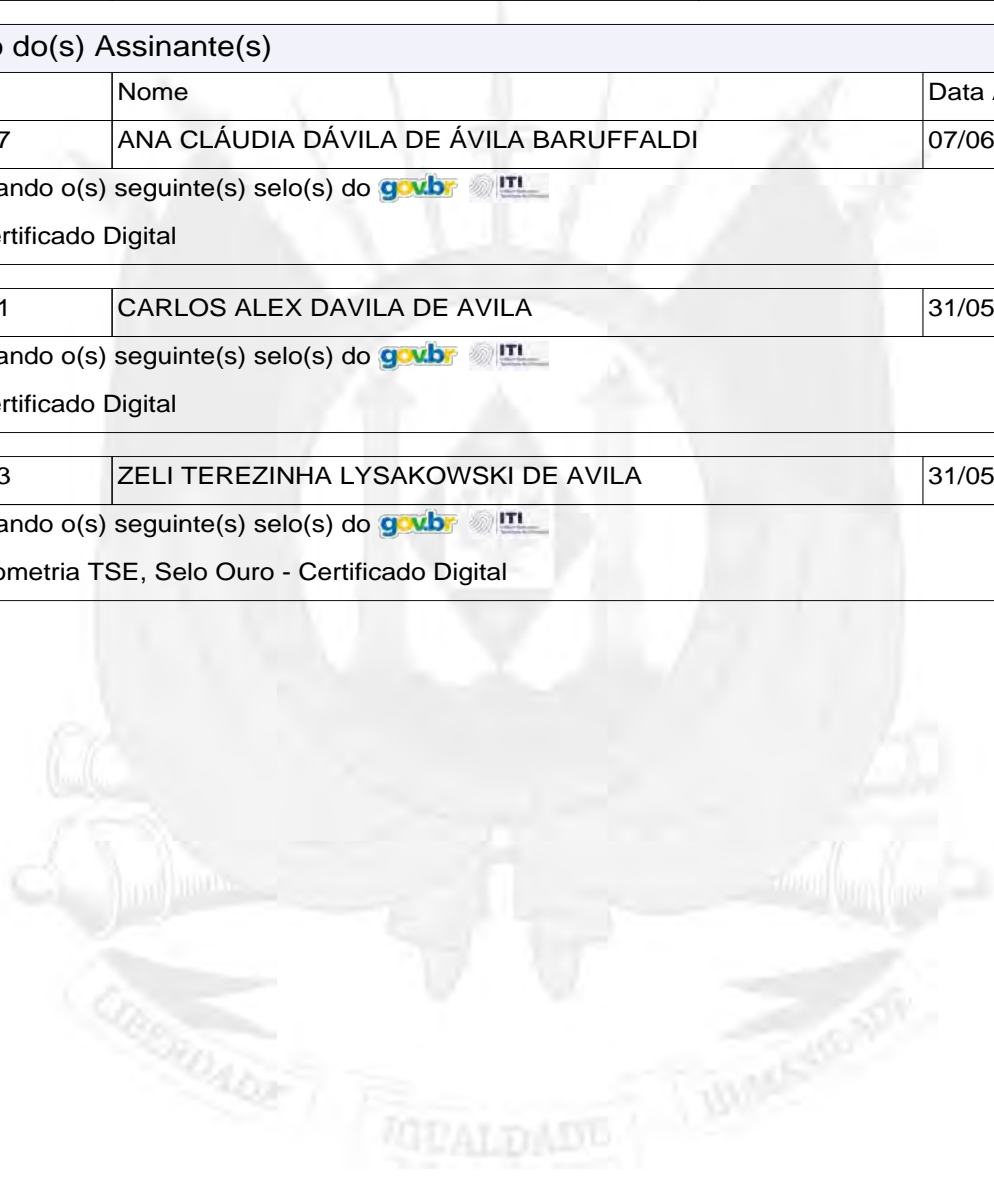 o do(s) Assinante(s)
Nome Data
7 ANA CLÁUDIA DÁVILA DE ÁVILA BARUFFALDI 07/06
ando o(s) seguinte(s) selo(s) do gov.br ITI
rtificado Digital
1 CARLOS ALEX DAVILA DE AVILA 31/05
ando o(s) seguinte(s) selo(s) do gov.br ITI
rtificado Digital
3 ZELI TEREZINHA LYSAKOWSKI DE AVILA 31/05
ando o(s) seguinte(s) selo(s) do gov.br ITI
ometria TSE, Selo Ouro - Certificado Digital
LIBERDADE IGUALDADE HUMANIDADE